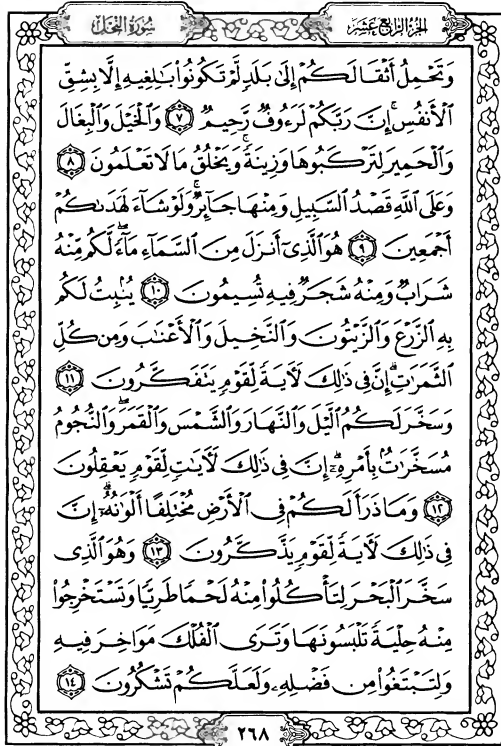 الجزء الرابع عشر
سورة النحل
وَتَحْمِلُ أَثْقَالَكُمْ إِلَىٰ بَلَدٍ لَّمْ تَكُونُوا۟ بَـٰلِغِيهِ إِلَّا بِشِقِّ
ٱلْأَنفُسِ ۚ إِنَّ رَبَّكُمْ لَرَءُوفٌ رَّحِيمٌ ٧ وَٱلْخَيْلَ وَٱلْبِغَالَ
وَٱلْحَمِيرَ لِتَرْكَبُوهَا وَزِينَةً ۚ وَيَخْلُقُ مَا لَا تَعْلَمُونَ ٨
وَعَلَى ٱللَّهِ قَصْدُ ٱلسَّبِيلِ وَمِنْهَا جَآئِرٌ ۚ وَلَوْ شَآءَ لَهَدَىٰكُمْ
أَجْمَعِينَ ٩ هُوَ ٱلَّذِىٓ أَنزَلَ مِنَ ٱلسَّمَآءِ مَآءً ۖ لَّكُم مِّنْهُ
شَرَابٌ وَمِنْهُ شَجَرٌ فِيهِ تُسِيمُونَ ١٠ يُنۢبِتُ لَكُم
بِهِ ٱلزَّرْعَ وَٱلزَّيْتُونَ وَٱلنَّخِيلَ وَٱلْأَعْنَـٰبَ وَمِن كُلِّ
ٱلثَّمَرَٰتِ ۗ إِنَّ فِى ذَٰلِكَ لَـَٔايَةً لِّقَوْمٍ يَتَفَكَّرُونَ ١١
وَسَخَّرَ لَكُمُ ٱلَّيْلَ وَٱلنَّهَارَ وَٱلشَّمْسَ وَٱلْقَمَرَ ۖ وَٱلنُّجُومُ
مُسَخَّرَٰتٌۢ بِأَمْرِهِۦٓ ۗ إِنَّ فِى ذَٰلِكَ لَـَٔايَـٰتٍ لِّقَوْمٍ يَعْقِلُونَ
١٢ وَمَا ذَرَأَ لَكُمْ فِى ٱلْأَرْضِ مُخْتَلِفًا أَلْوَٰنُهُۥٓ ۗ إِنَّ
فِى ذَٰلِكَ لَـَٔايَةً لِّقَوْمٍ يَذَّكَّرُونَ ١٣ وَهُوَ ٱلَّذِى
سَخَّرَ ٱلْبَحْرَ لِتَأْكُلُوا۟ مِنْهُ لَحْمًا طَرِيًّا وَتَسْتَخْرِجُوا۟
مِنْهُ حِلْيَةً تَلْبَسُونَهَا وَتَرَى ٱلْفُلْكَ مَوَاخِرَ فِيهِ
وَلِتَبْتَغُوا۟ مِن فَضْلِهِۦ وَلَعَلَّكُمْ تَشْكُرُونَ ١٤
٢٦٨